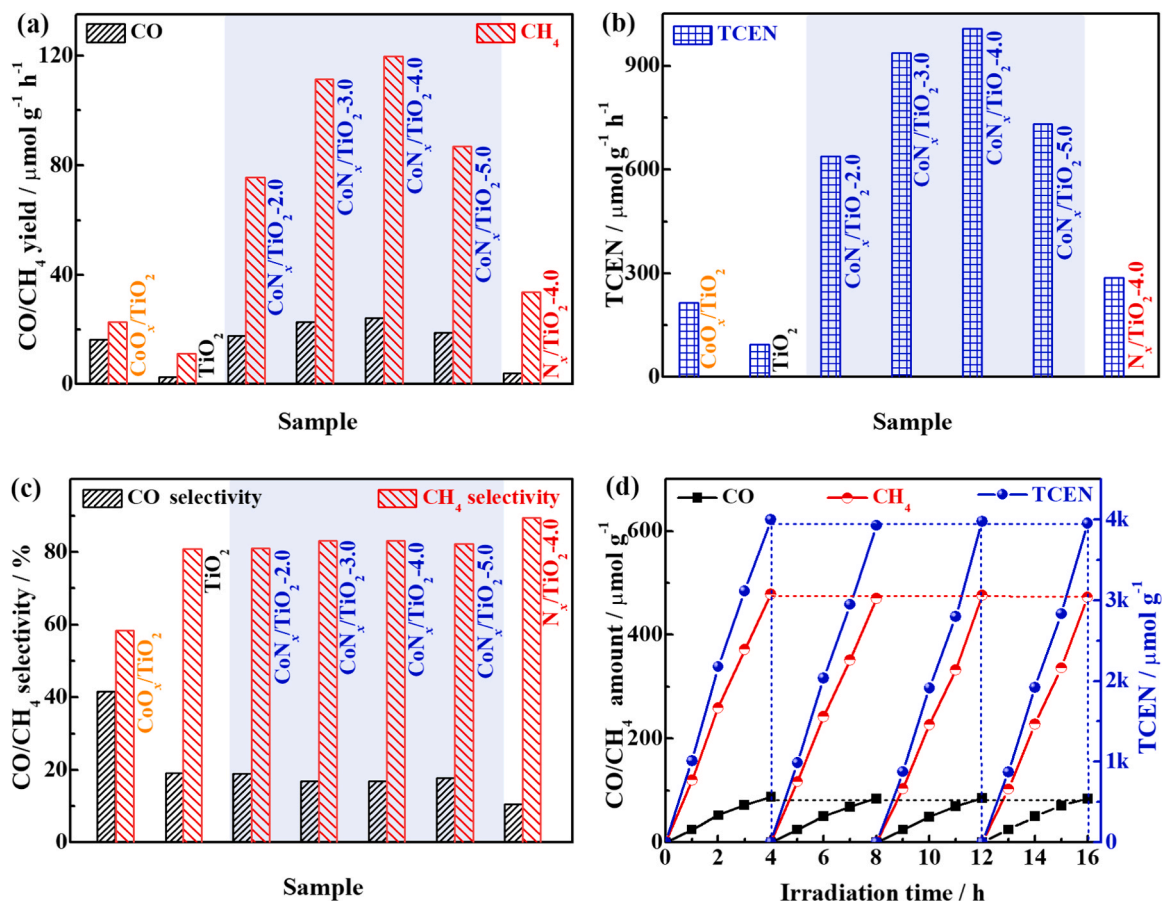 (a)
CO
CH₄
CO/CH₄ yield / μmol g⁻¹ h⁻¹
120
80
40
0
CoOₓ/TiO₂
TiO₂
CoNₓ/TiO₂-2.0
CoNₓ/TiO₂-3.0
CoNₓ/TiO₂-4.0
CoNₓ/TiO₂-5.0
Nₓ/TiO₂-4.0
Sample
(b)
TCEN
TCEN / μmol g⁻¹ h⁻¹
900
600
300
0
CoOₓ/TiO₂
TiO₂
CoNₓ/TiO₂-2.0
CoNₓ/TiO₂-3.0
CoNₓ/TiO₂-4.0
CoNₓ/TiO₂-5.0
Nₓ/TiO₂-4.0
Sample
(c)
CO selectivity
CH₄ selectivity
CO/CH₄ selectivity / %
80
60
40
20
0
CoOₓ/TiO₂
TiO₂
CoNₓ/TiO₂-2.0
CoNₓ/TiO₂-3.0
CoNₓ/TiO₂-4.0
CoNₓ/TiO₂-5.0
Nₓ/TiO₂-4.0
Sample
(d)
CO
CH₄
TCEN
CO/CH₄ amount / μmol g⁻¹
600
400
200
0
4k
3k
2k
1k
0
TCEN / μmol g⁻¹
0 2 4 6 8 10 12 14 16
Irradiation time / h